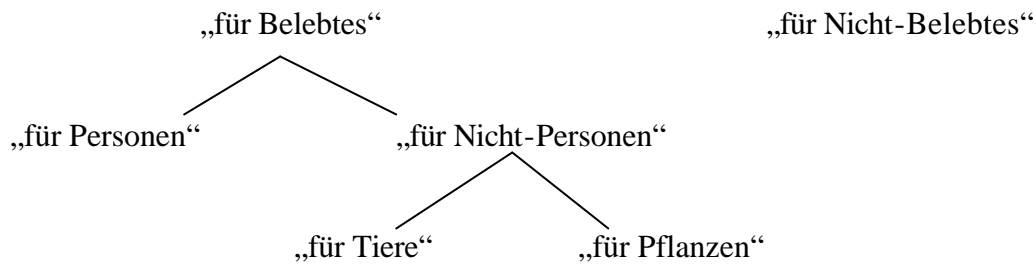 „für Belebtes“ „für Nicht-Belebtes“
„für Personen“ „für Nicht-Personen“
„für Tiere“ „für Pflanzen“